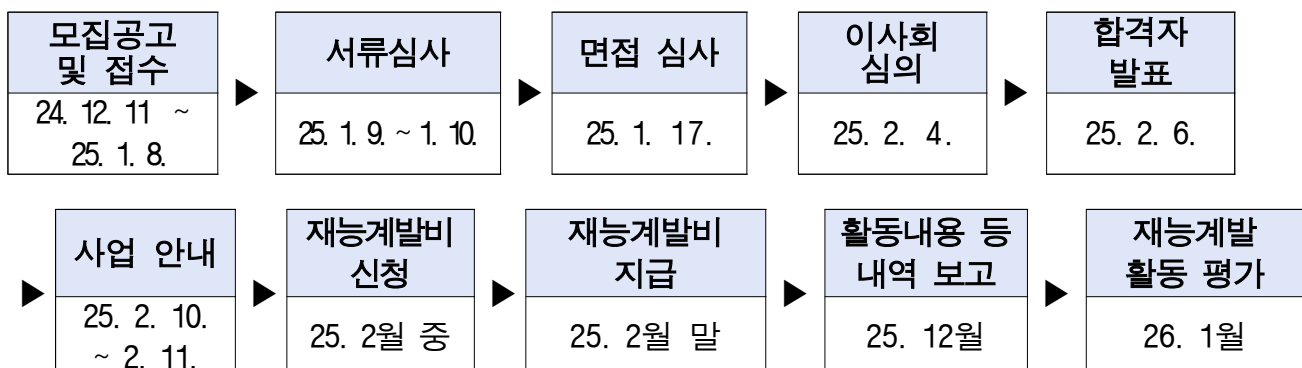 모집공고
및 접수
24. 12. 11 ~
25. 1. 8.
▶
서류심사
25. 1. 9. ~ 1. 10.
▶
면접 심사
25. 1. 17.
▶
이사회
심의
25. 2. 4.
▶
합격자
발표
25. 2. 6.
▶
사업 안내
25. 2. 10.
~ 2. 11.
▶
재능계발비
신청
25. 2월 중
▶
재능계발비
지급
25. 2월 말
▶
활동내용 등
내역 보고
25. 12월
▶
재능계발
활동 평가
26. 1월